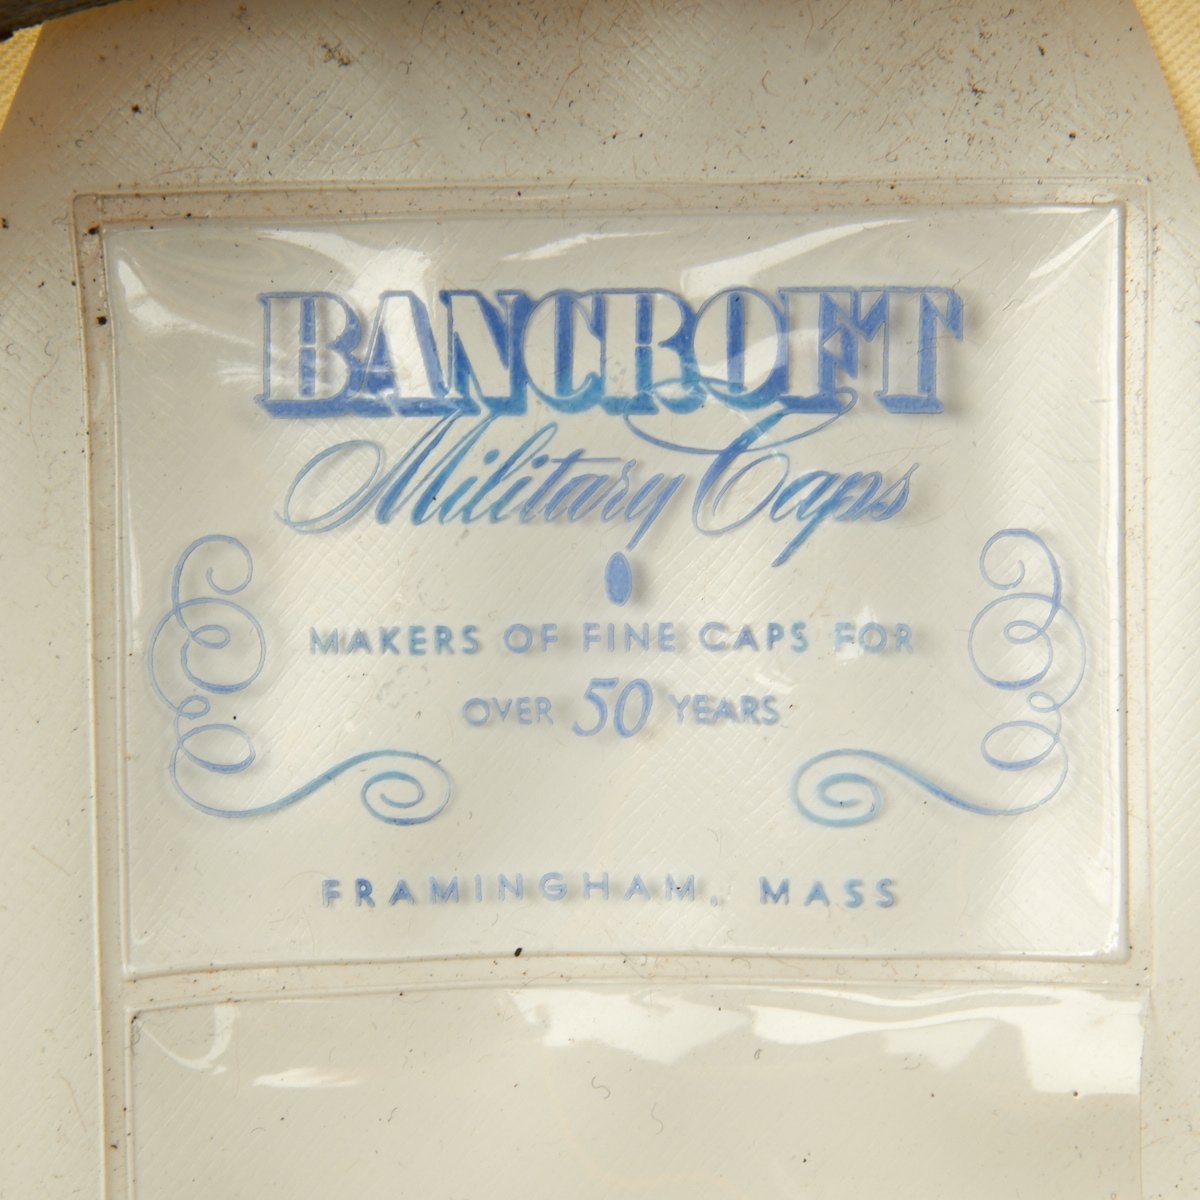 BANCROFT
Military Caps
MAKERS OF FINE CAPS FOR
OVER 50 YEARS
FRAMINGHAM, MASS